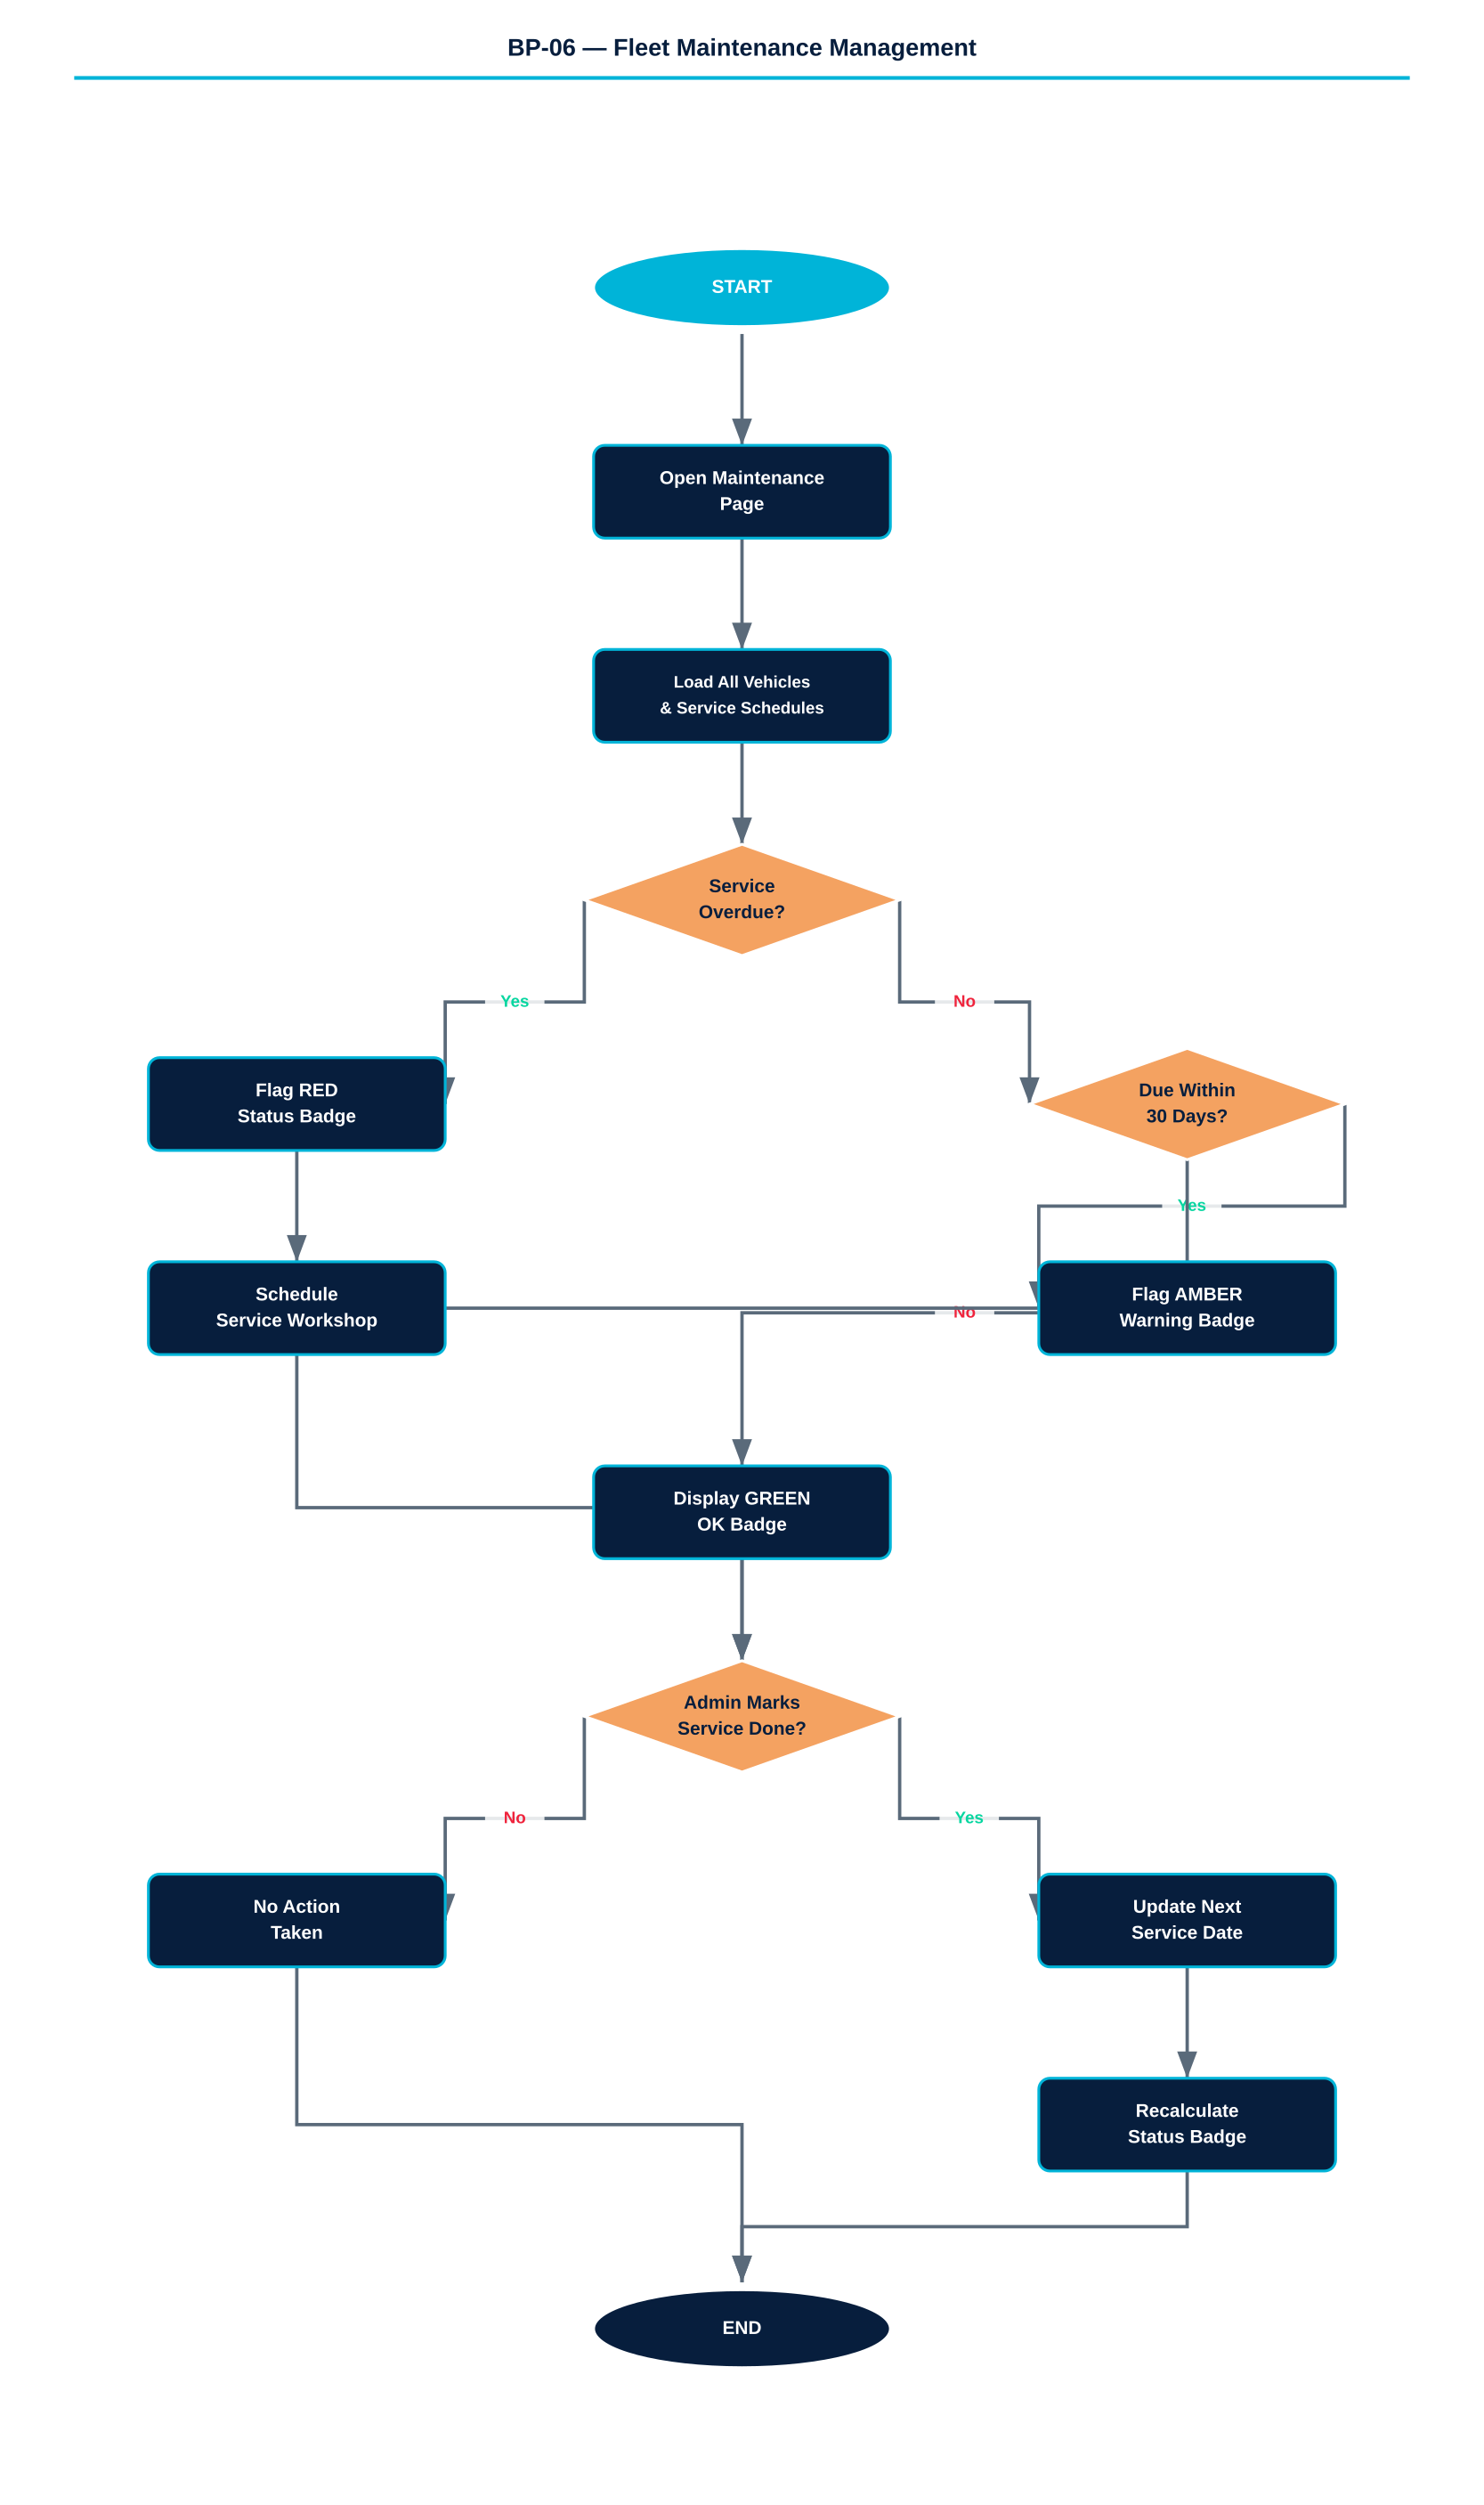 BP-06 — Fleet Maintenance Management
START
Open Maintenance
Page
Load All Vehicles
& Service Schedules
Service
Overdue?
Yes
No
Flag RED
Status Badge
Due Within
30 Days?
Yes
Schedule
Service Workshop
No
Flag AMBER
Warning Badge
Display GREEN
OK Badge
Admin Marks
Service Done?
No
Yes
No Action
Taken
Update Next
Service Date
Recalculate
Status Badge
END